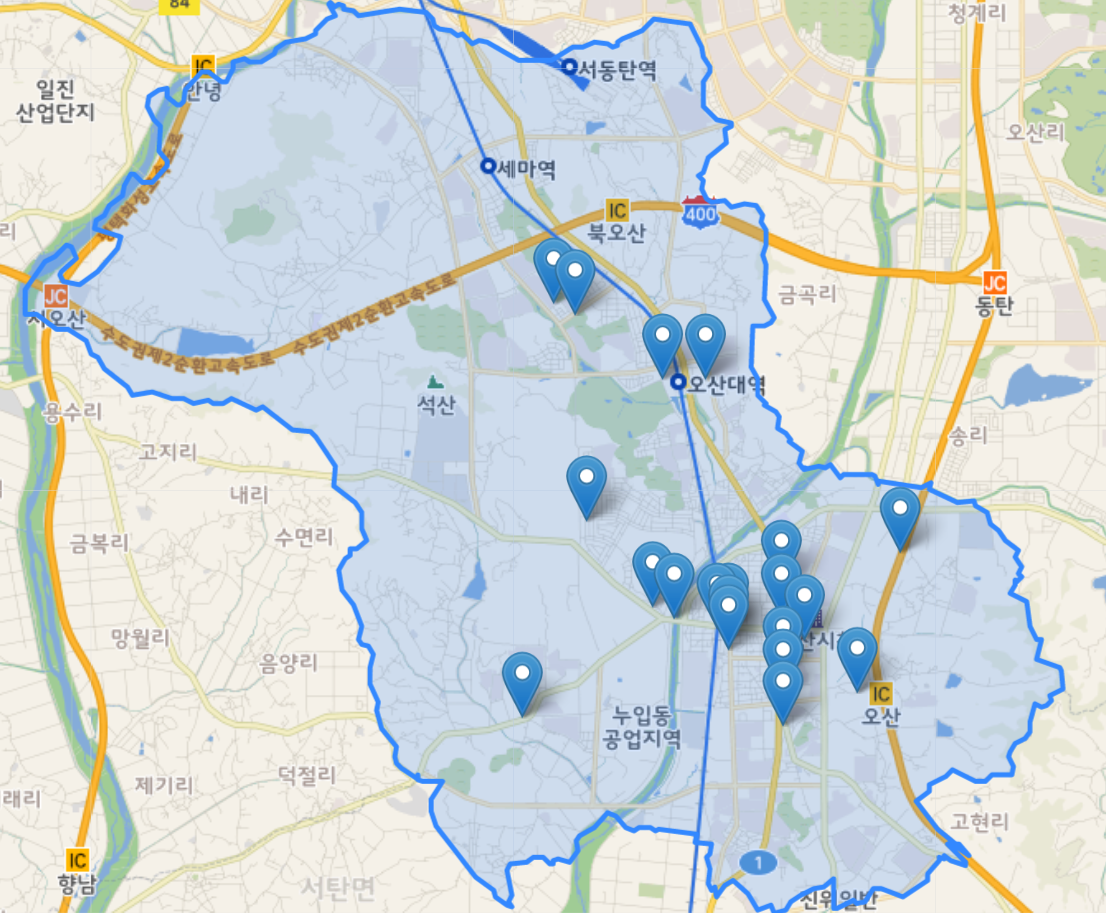 84
청계리
IC
안녕
일진
산업단지
서동탄역
오산리
세마역
IC
북오산
400
JC
서오산
금곡리
JC
동탄
수도권제2순환고속도로
수도권제2순환고속도로
오산대역
석산
용수리
고지리
송리
내리
수면리
금복리
망월리
음양리
IC
오산
누읍동
공업지역
제기리
덕절리
래리
고현리
IC
향남
1
서탄면
진위일반